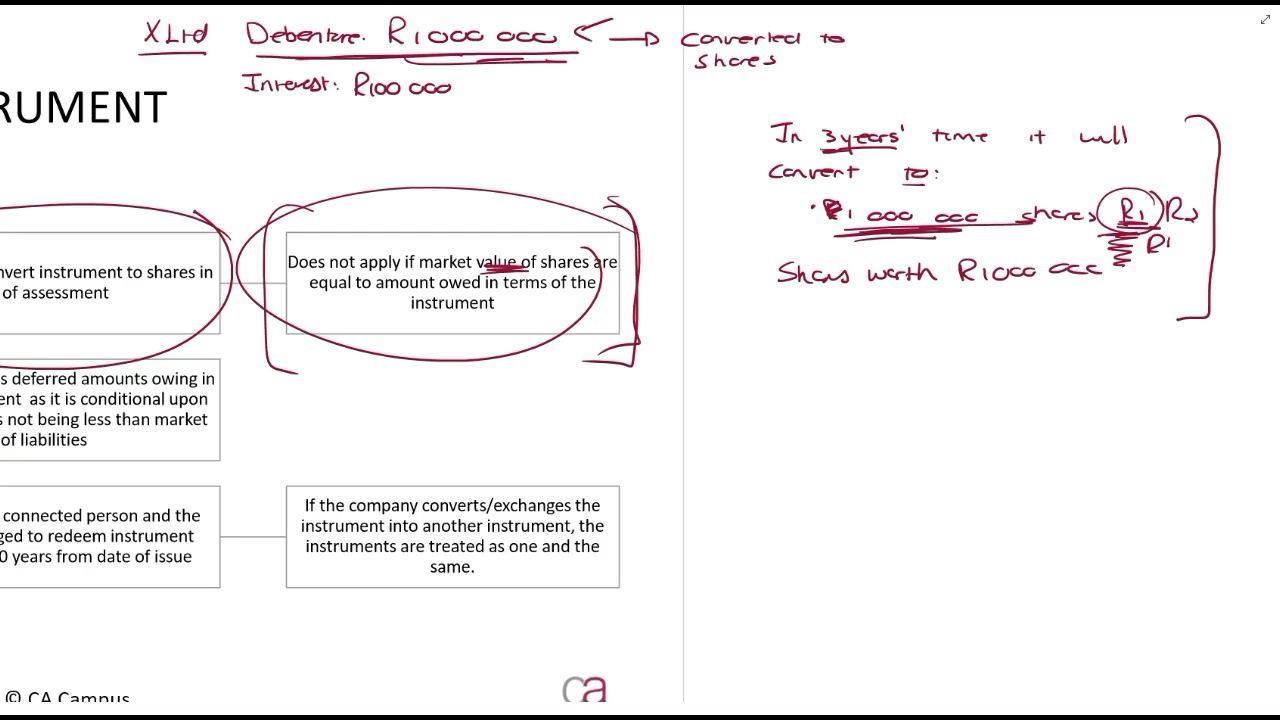 X Ltd Debenture: R1 000 000 → Converted to
shares
Interest: R100 000
RUMENT
In 3 years' time it will
convert to:
• 1 000 000 shares R1 R2
R1
Shares worth R1 000 000
nvert instrument to shares in
of assessment
Does not apply if market value of shares are
equal to amount owed in terms of the
instrument
s deferred amounts owing in
ent as it is conditional upon
s not being less than market
of liabilities
connected person and the
ged to redeem instrument
0 years from date of issue
If the company converts/exchanges the
instrument into another instrument, the
instruments are treated as one and the
same.
© CA Campus
ca